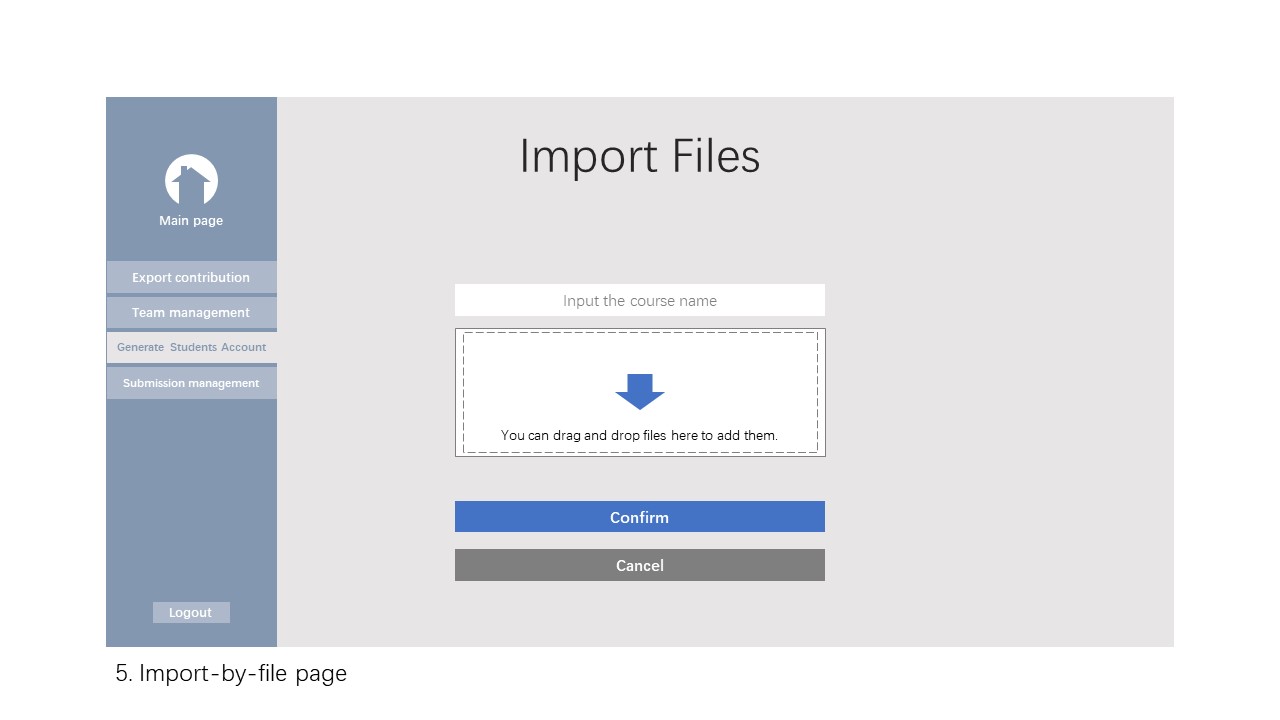 Import Files
Main page
Export contribution
Team management
Generate Students Account
Submission management
Logout
Input the course name
You can drag and drop files here to add them.
Confirm
Cancel
5. Import-by-file page